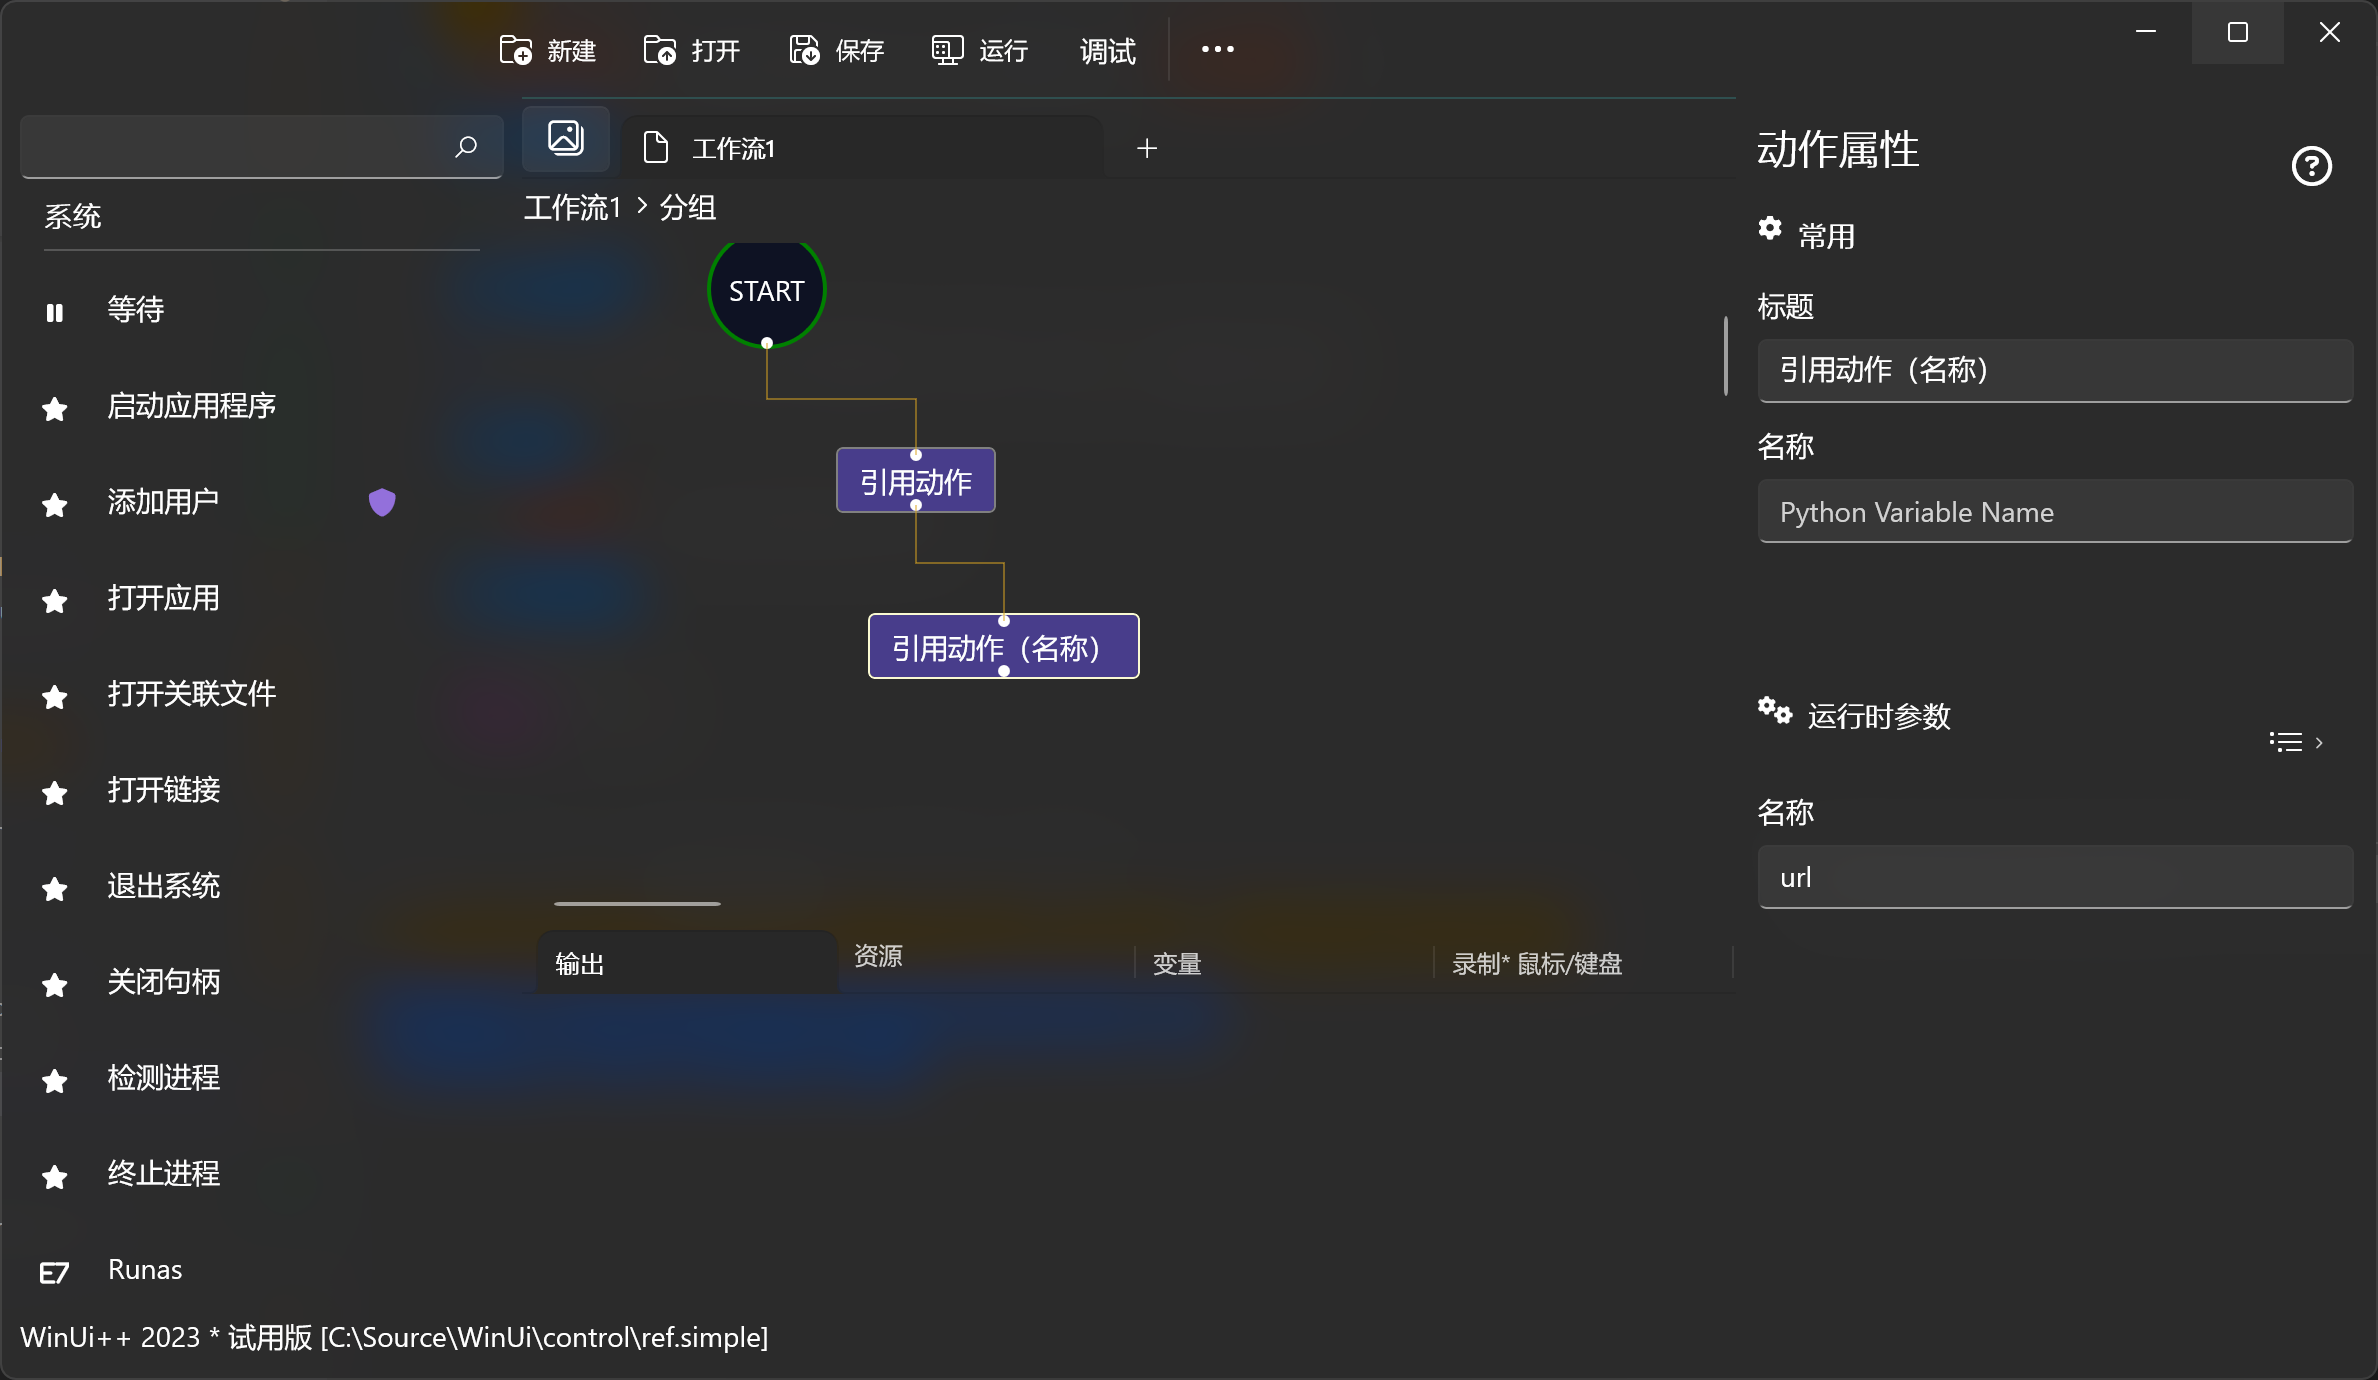 新建
打开
保存
运行
调试
工作流1
工作流1 > 分组
系统
等待
启动应用程序
添加用户
打开应用
打开关联文件
打开链接
退出系统
关闭句柄
检测进程
终止进程
Runas
START
引用动作
引用动作（名称）
输出
资源
变量
录制* 鼠标/键盘
动作属性
常用
标题
引用动作（名称）
名称
Python Variable Name
运行时参数
名称
url
WinUi++ 2023 * 试用版 [C:\Source\WinUi\control\ref.simple]